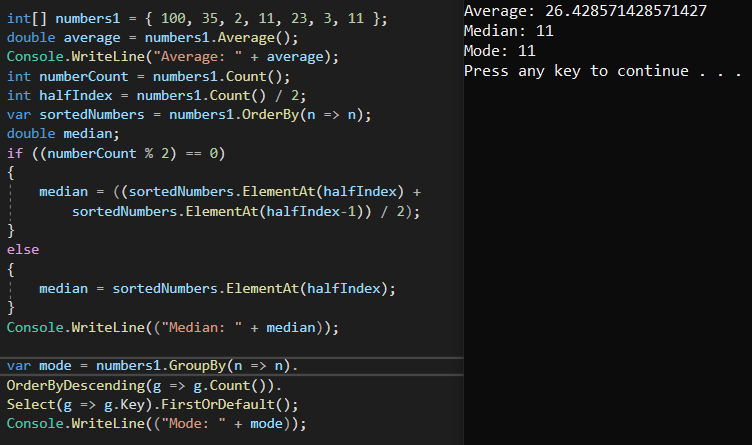 int[] numbers1 = { 100, 35, 2, 11, 23, 3, 11 };
double average = numbers1.Average();
Console.WriteLine("Average: " + average);
int numberCount = numbers1.Count();
int halfIndex = numbers1.Count() / 2;
var sortedNumbers = numbers1.OrderBy(n => n);
double median;
if ((numberCount % 2) == 0)
{
    median = ((sortedNumbers.ElementAt(halfIndex) +
        sortedNumbers.ElementAt(halfIndex-1)) / 2);
}
else
{
    median = sortedNumbers.ElementAt(halfIndex);
}
Console.WriteLine(("Median: " + median));

var mode = numbers1.GroupBy(n => n).
OrderByDescending(g => g.Count()).
Select(g => g.Key).FirstOrDefault();
Console.WriteLine(("Mode: " + mode));
Average: 26.428571428571427
Median: 11
Mode: 11
Press any key to continue . . .